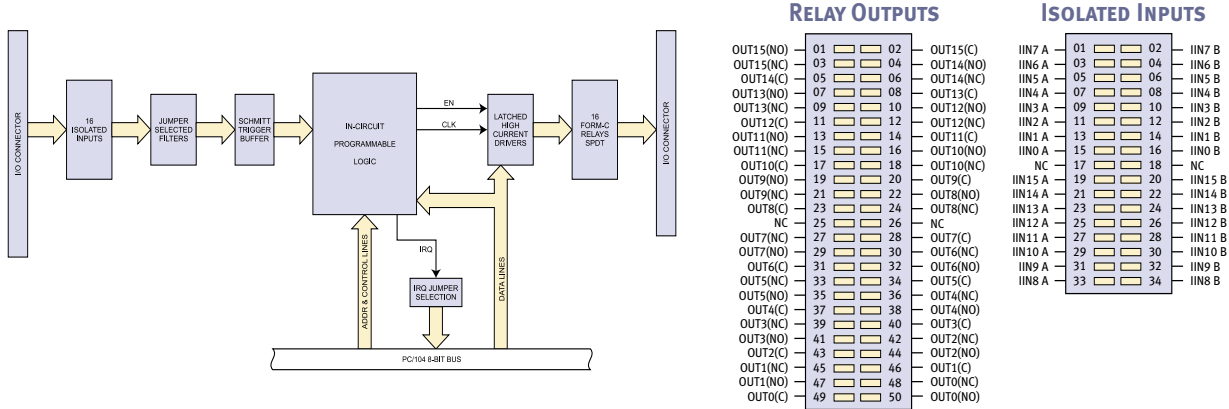 I/O CONNECTOR
16
ISOLATED
INPUTS
JUMPER
SELECTED
FILTERS
SCHMITT
TRIGGER
BUFFER
IN-CIRCUIT
PROGRAMMABLE
LOGIC
EN
CLK
LATCHED
HIGH
CURRENT
DRIVERS
16
FORM-C
RELAYS
SPDT
I/O CONNECTOR
ADDR & CONTROL LINES
IRQ
IRQ JUMPER
SELECTION
DATA LINES
PC/104 8-BIT BUS
RELAY OUTPUTS
OUT15(NO) 01 02 OUT15(C)
OUT15(NC) 03 04 OUT14(NO)
OUT14(C) 05 06 OUT14(NC)
OUT13(NO) 07 08 OUT13(C)
OUT13(NC) 09 10 OUT12(NO)
OUT12(C) 11 12 OUT12(NC)
OUT11(NO) 13 14 OUT11(C)
OUT11(NC) 15 16 OUT10(NO)
OUT10(C) 17 18 OUT10(NC)
OUT9(NO) 19 20 OUT9(C)
OUT9(NC) 21 22 OUT8(NO)
OUT8(C) 23 24 OUT8(NC)
NC 25 26 NC
OUT7(NC) 27 28 OUT7(C)
OUT7(NO) 29 30 OUT6(NC)
OUT6(C) 31 32 OUT6(NO)
OUT5(NC) 33 34 OUT5(C)
OUT5(NO) 35 36 OUT4(NC)
OUT4(C) 37 38 OUT4(NO)
OUT3(NC) 39 40 OUT3(C)
OUT3(NO) 41 42 OUT2(NC)
OUT2(C) 43 44 OUT2(NO)
OUT1(NC) 45 46 OUT1(C)
OUT1(NO) 47 48 OUT0(NC)
OUT0(C) 49 50 OUT0(NO)
ISOLATED INPUTS
IIN7 A 01 02 IIN7 B
IIN6 A 03 04 IIN6 B
IIN5 A 05 06 IIN5 B
IIN4 A 07 08 IIN4 B
IIN3 A 09 10 IIN3 B
IIN2 A 11 12 IIN2 B
IIN1 A 13 14 IIN1 B
IIN0 A 15 16 IIN0 B
NC 17 18 NC
IIN15 A 19 20 IIN15 B
IIN14 A 21 22 IIN14 B
IIN13 A 23 24 IIN13 B
IIN12 A 25 26 IIN12 B
IIN11 A 27 28 IIN11 B
IIN10 A 29 30 IIN10 B
IIN9 A 31 32 IIN9 B
IIN8 A 33 34 IIN8 B